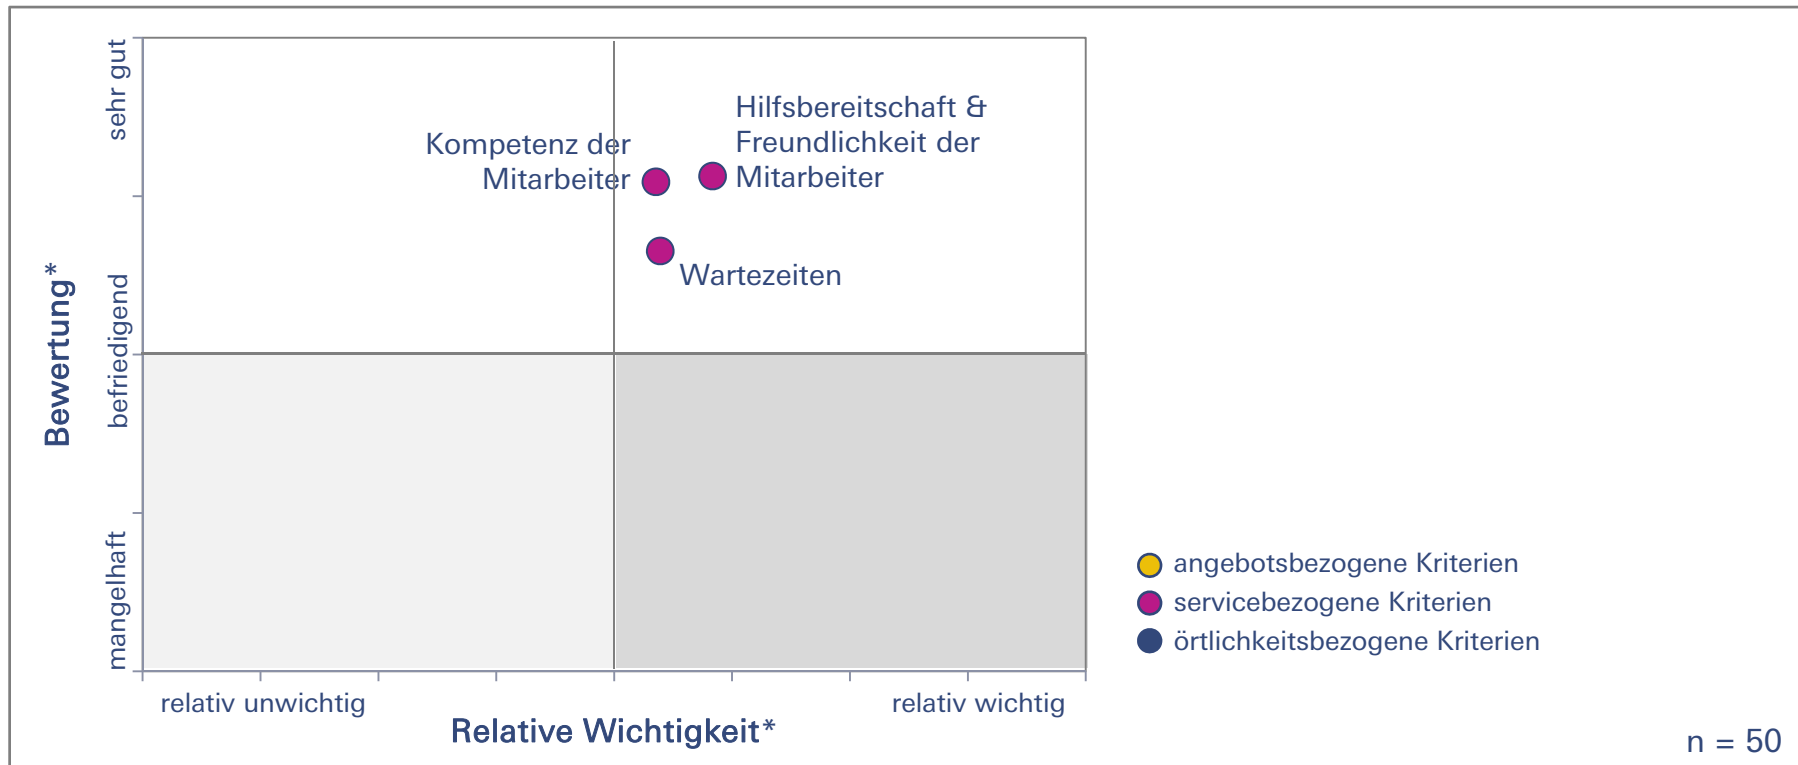 sehr gut
befriedigend
mangelhaft
Bewertung*
Kompetenz der
Mitarbeiter
Hilfsbereitschaft &
Freundlichkeit der
Mitarbeiter
Wartezeiten
relativ unwichtig
relativ wichtig
Relative Wichtigkeit*
angebotsbezogene Kriterien
servicebezogene Kriterien
örtlichkeitsbezogene Kriterien
n = 50